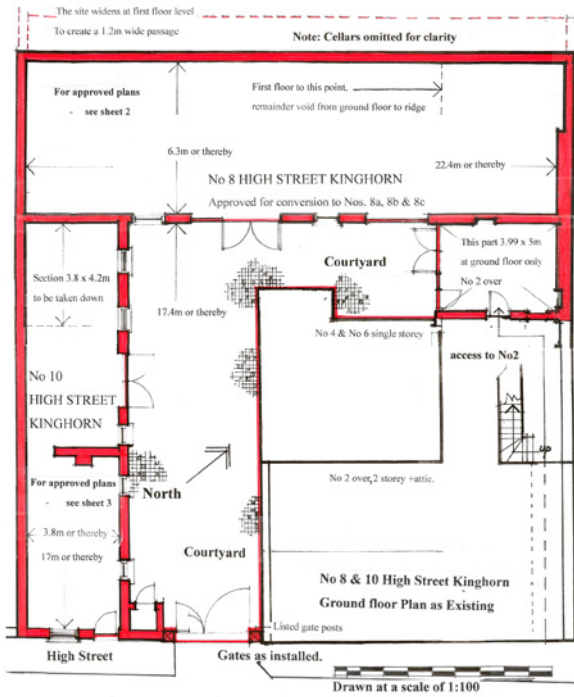 The site widens at first floor level
To create a 1.2m wide passage
Note: Cellars omitted for clarity
For approved plans
- see sheet 2
First floor to this point,
remainder void from ground floor to ridge
6.3m or thereby
22.4m or thereby
No 8 HIGH STREET KINGHORN
Approved for conversion to Nos. 8a, 8b & 8c
Section 3.8 x 4.2m
to be taken down
17.4m or thereby
Courtyard
This part 3.99 x 5m
at ground floor only
No 2 over
No 4 & No 6 single storey
access to No2
No 10
HIGH STREET
KINGHORN
For approved plans
- see sheet 3
North
No 2 over,2 storey +attic.
3.8m or thereby
17m or thereby
Courtyard
No 8 & 10 High Street Kinghorn
Ground floor Plan as Existing
Listed gate posts
High Street
Gates as installed.
Drawn at a scale of 1:100